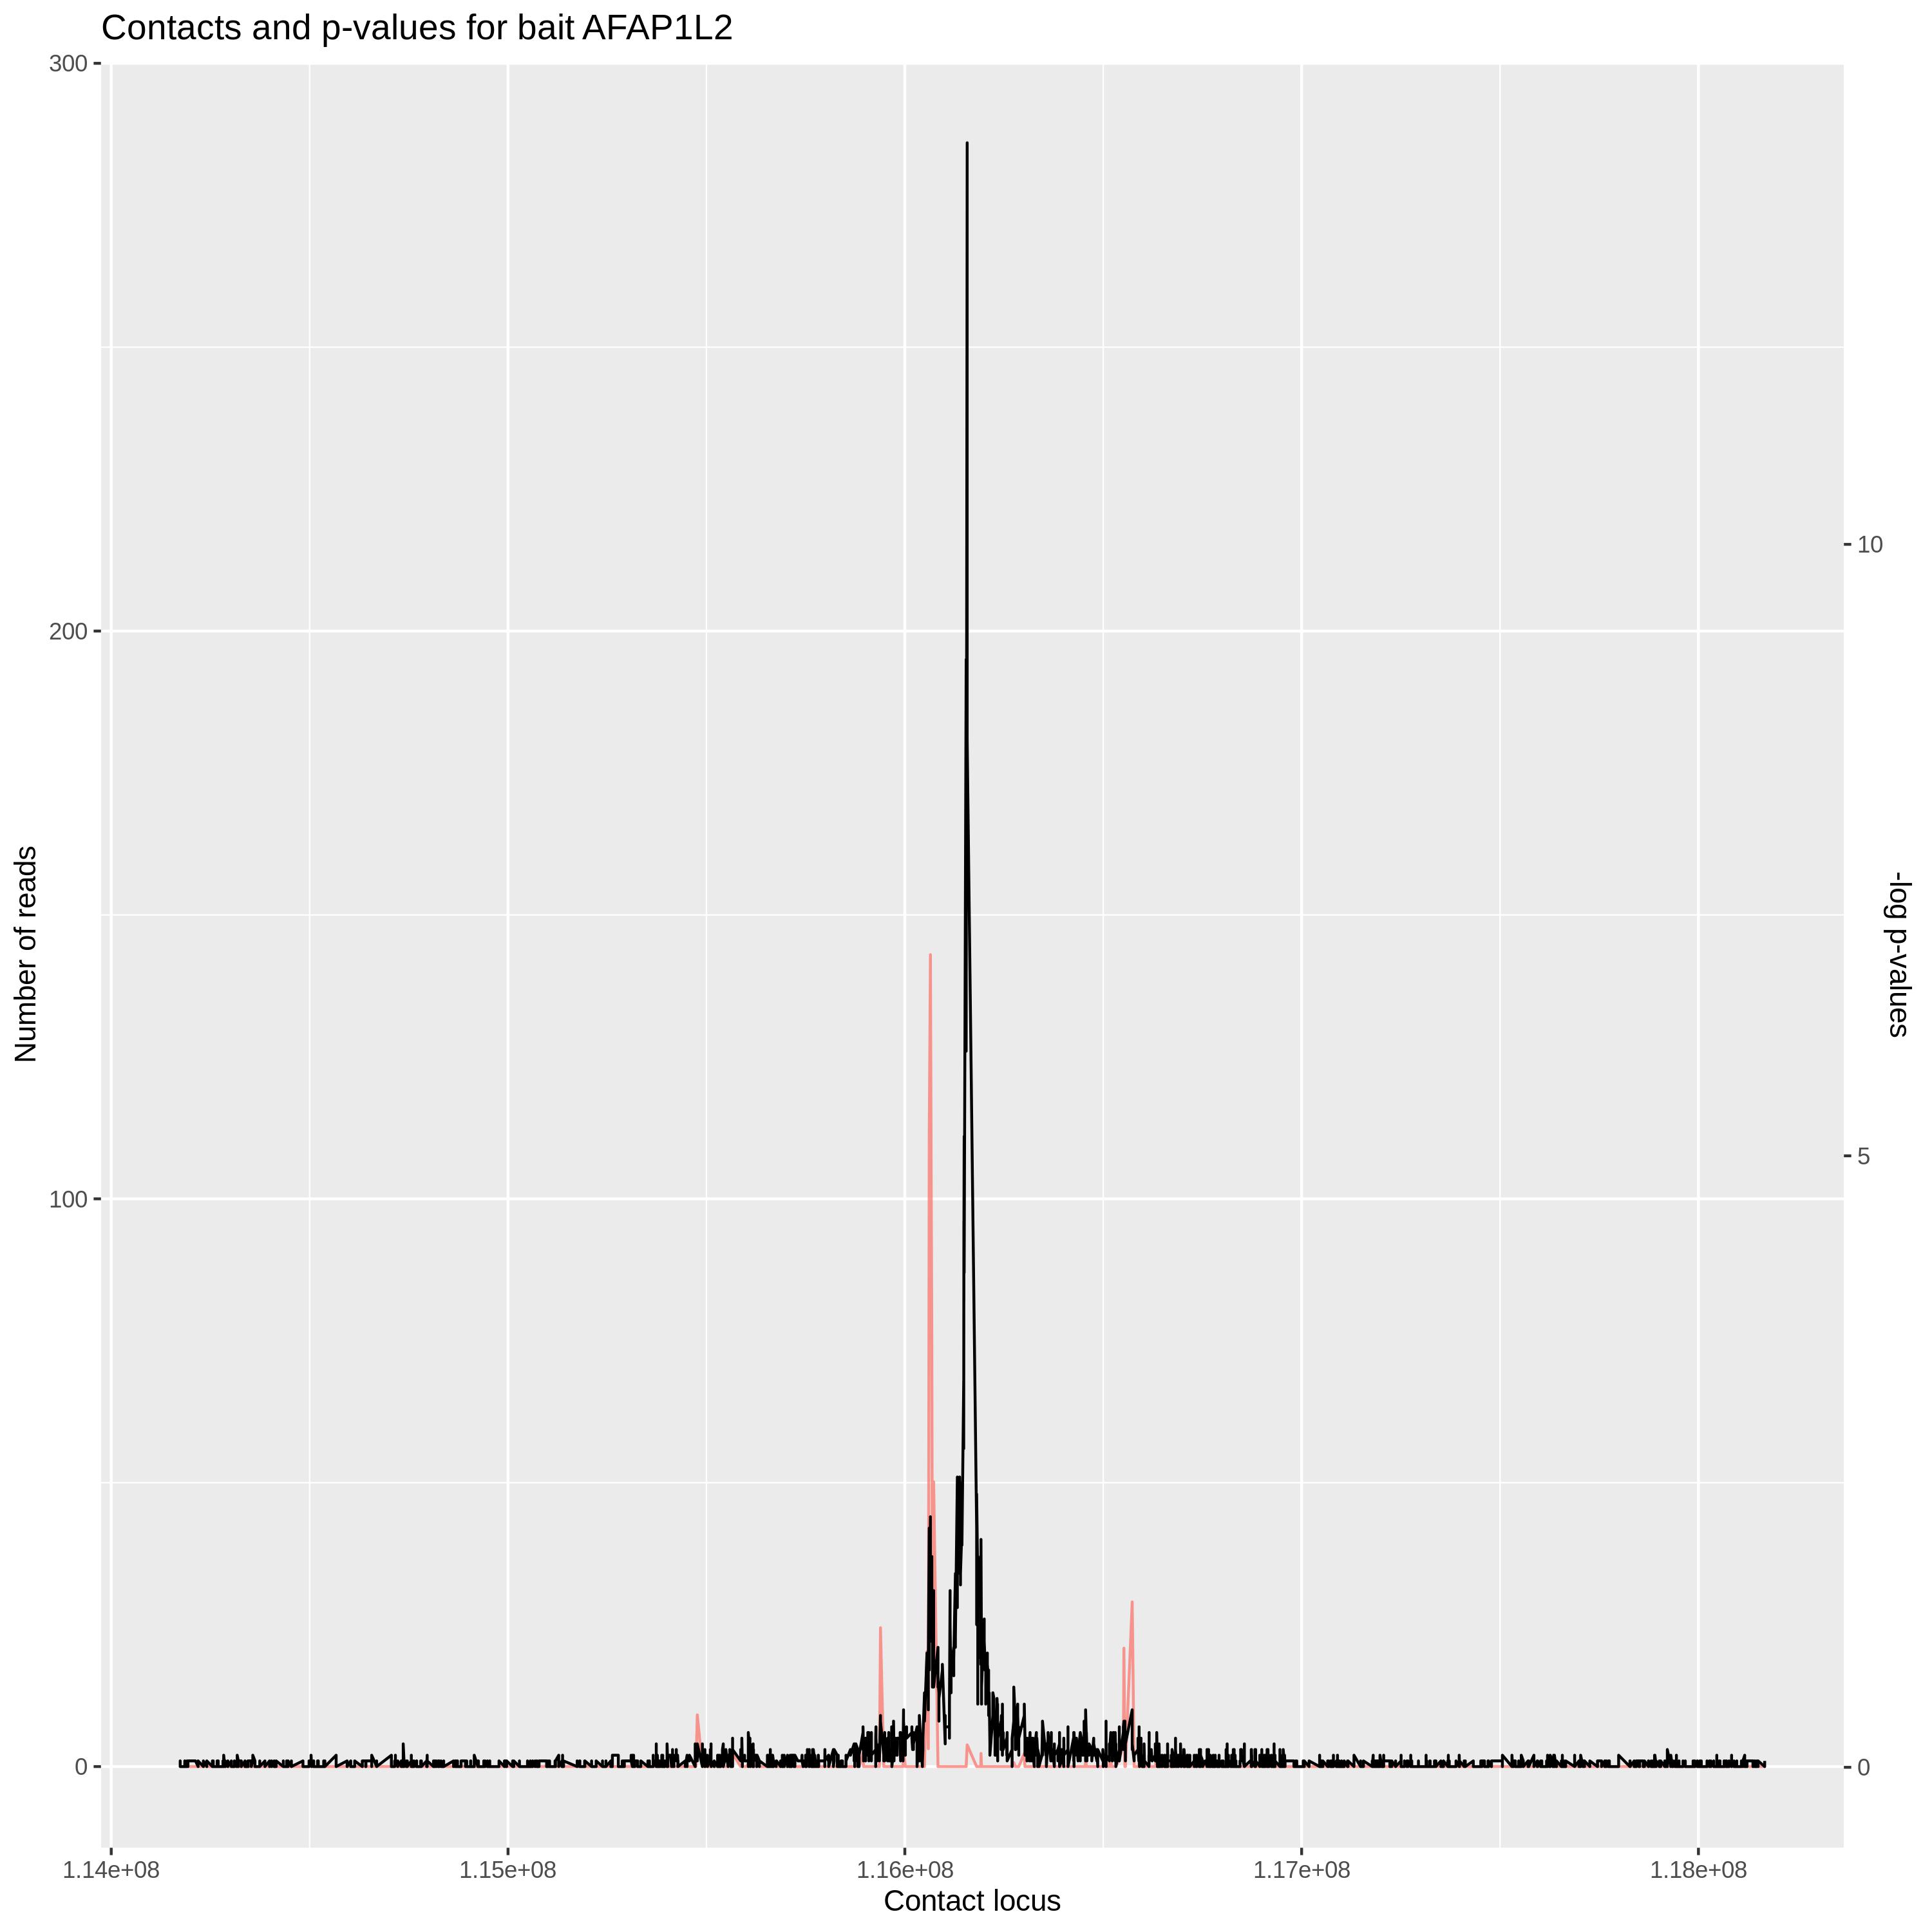 Contacts and p-values for bait AFAP1L2
300
200
100
0
Number of reads
10
5
0
-log p-values
1.14e+08 1.15e+08 1.16e+08 1.17e+08 1.18e+08
Contact locus